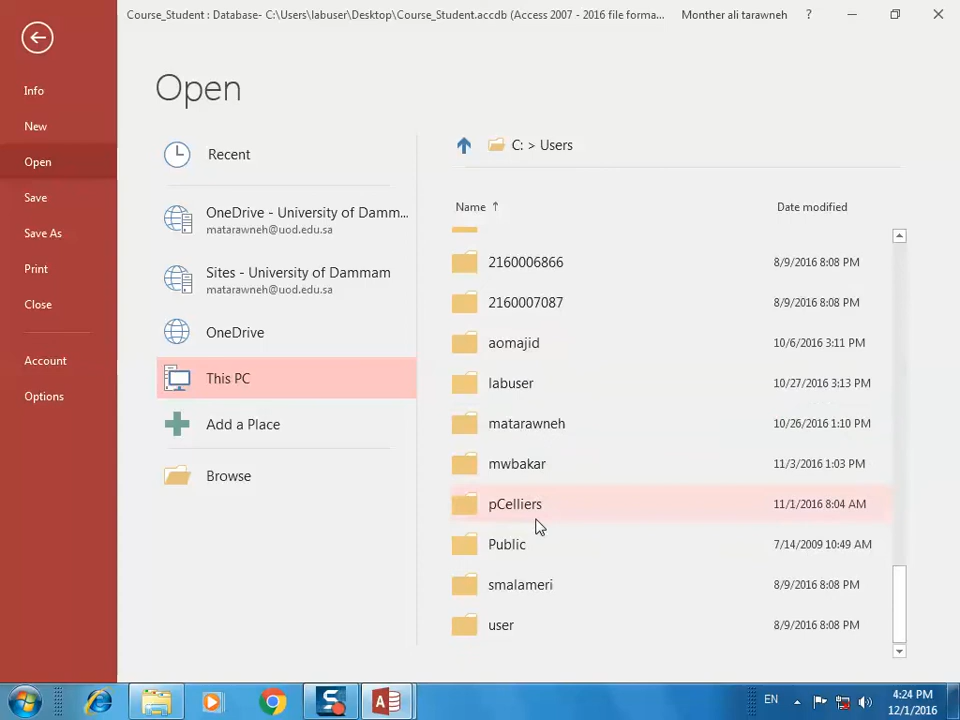 Course_Student : Database- C:\Users\labuser\Desktop\Course_Student.accdb (Access 2007 - 2016 file forma...
Monther ali tarawneh
?
Info
New
Open
Save
Save As
Print
Close
Account
Options
Open
Recent
OneDrive - University of Damm...
matarawneh@uod.edu.sa
Sites - University of Dammam
matarawneh@uod.edu.sa
OneDrive
This PC
Add a Place
Browse
C: > Users
Name Date modified
2160006866 8/9/2016 8:08 PM
2160007087 8/9/2016 8:08 PM
aomajid 10/6/2016 3:11 PM
labuser 10/27/2016 3:13 PM
matarawneh 10/26/2016 1:10 PM
mwbakar 11/3/2016 1:03 PM
pCelliers 11/1/2016 8:04 AM
Public 7/14/2009 10:49 AM
smalameri 8/9/2016 8:08 PM
user 8/9/2016 8:08 PM
EN
4:24 PM
12/1/2016